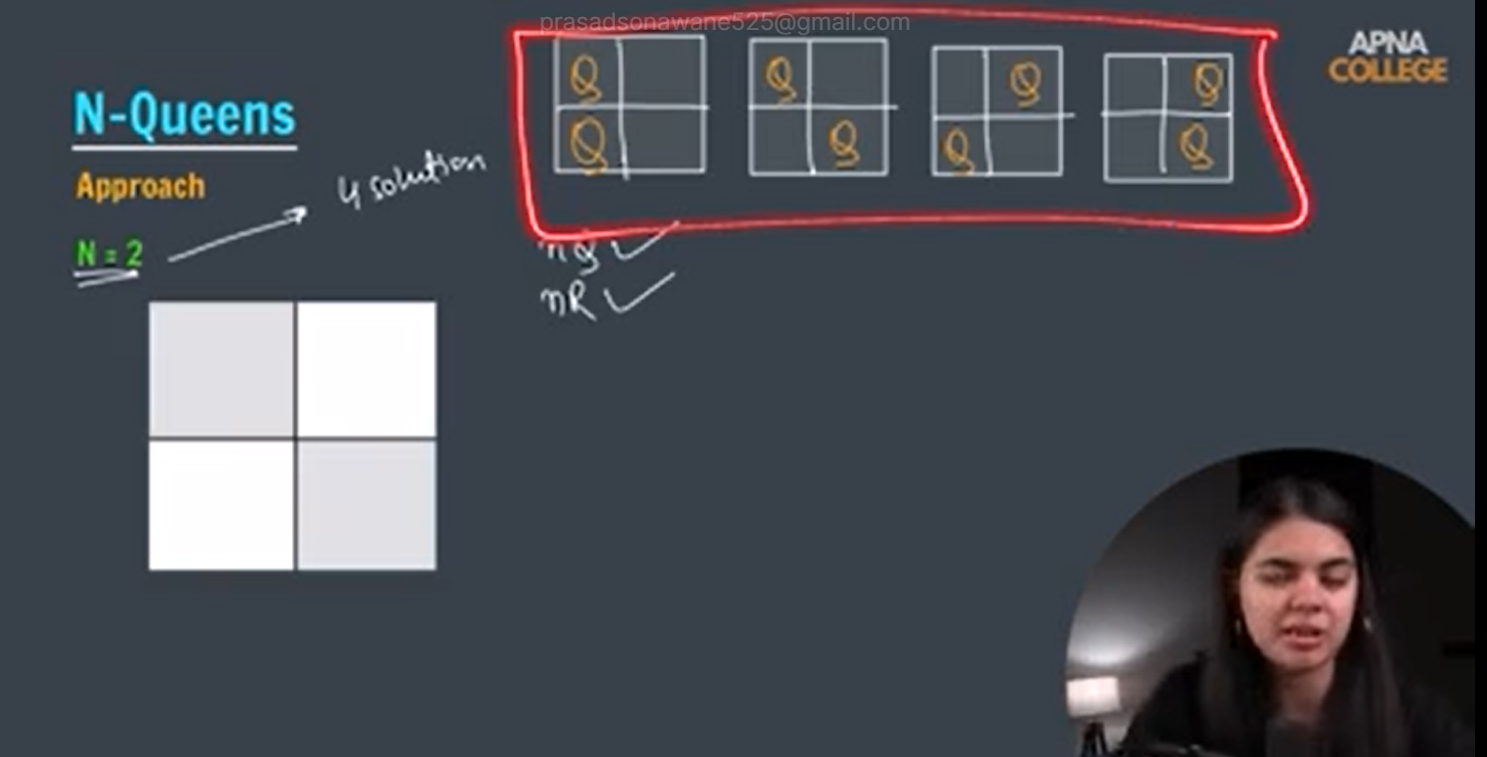 prasadsonawane525@gmail.com
APNA
COLLEGE
N-Queens
Approach
N = 2
4 solution
Q
Q
Q
Q
Q
Q
Q
Q
nQ
nR